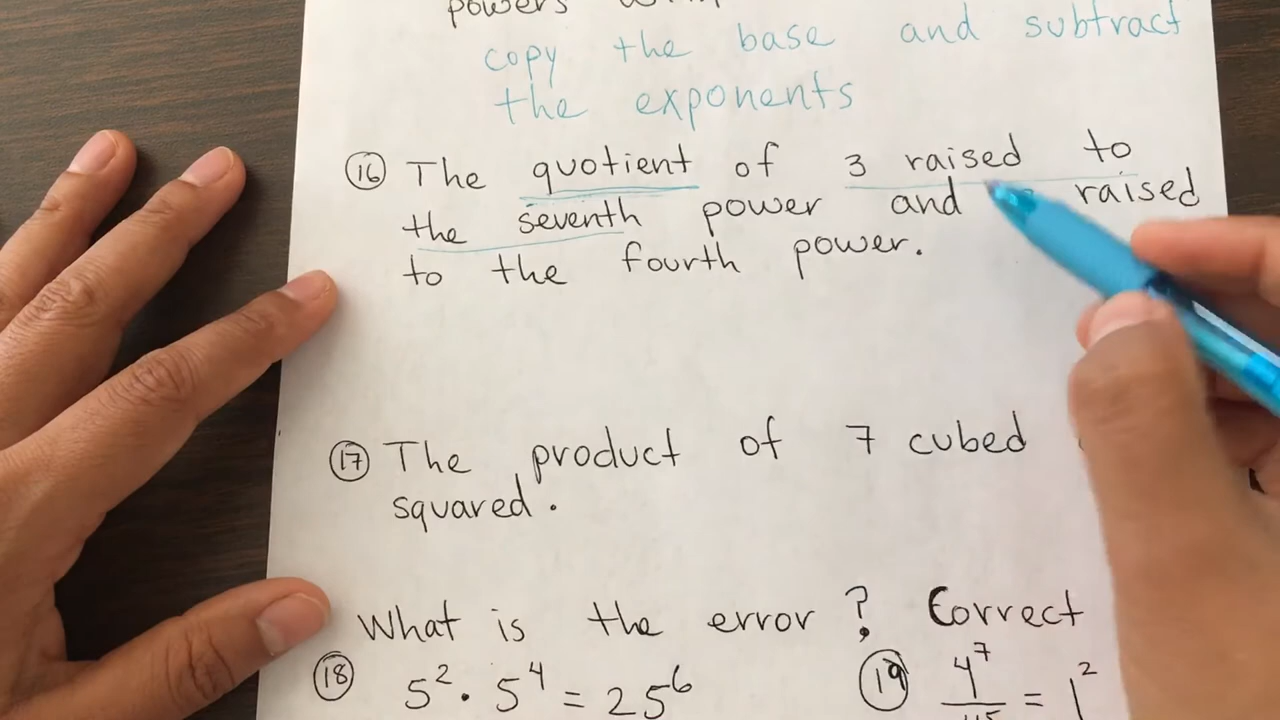 powers
copy the base and subtract
the exponents
16 The quotient of 3 raised to
the seventh power and raised
to the fourth power.
17 The product of 7 cubed
squared.
What is the error? Correct
18 5² · 5⁴ = 25⁶
19 4⁷ = 1²